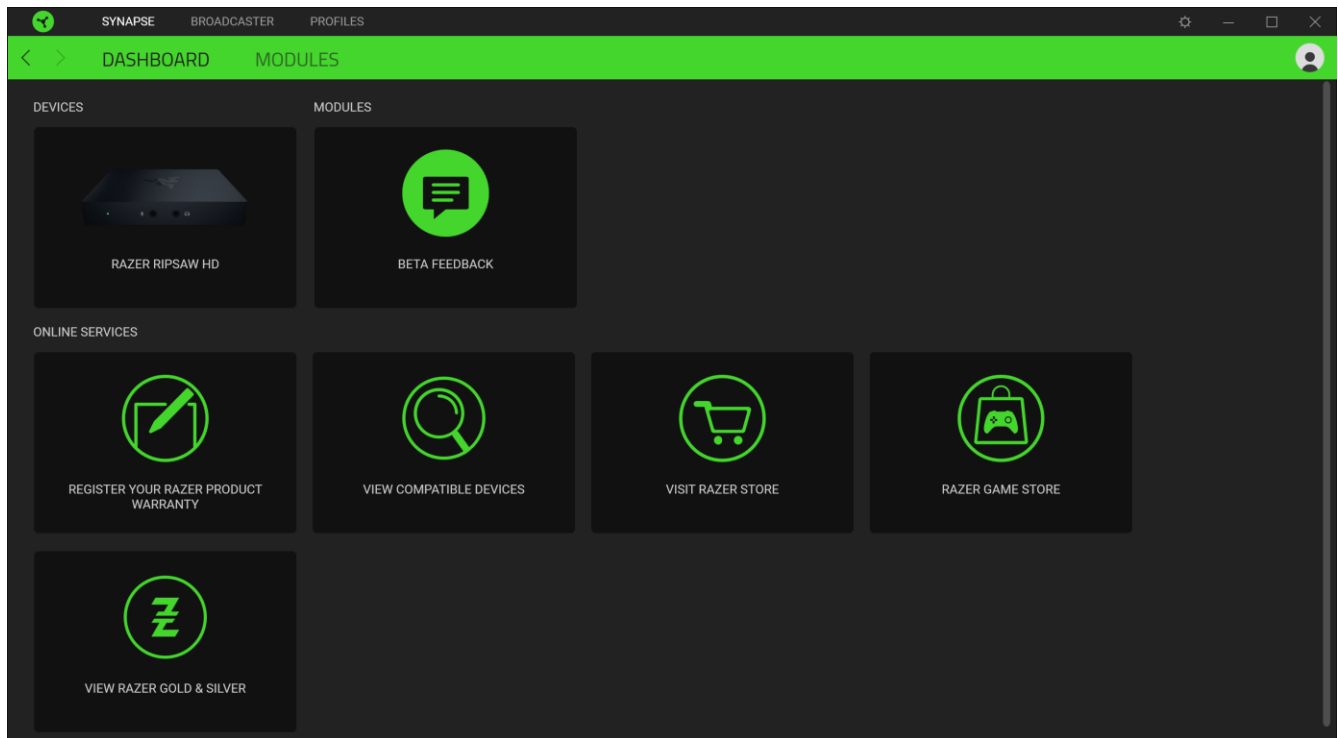 SYNAPSE BROADCASTER PROFILES
DASHBOARD MODULES
DEVICES MODULES
RAZER RIPSAW HD BETA FEEDBACK
ONLINE SERVICES
REGISTER YOUR RAZER PRODUCT
WARRANTY
VIEW COMPATIBLE DEVICES
VISIT RAZER STORE
RAZER GAME STORE
VIEW RAZER GOLD & SILVER